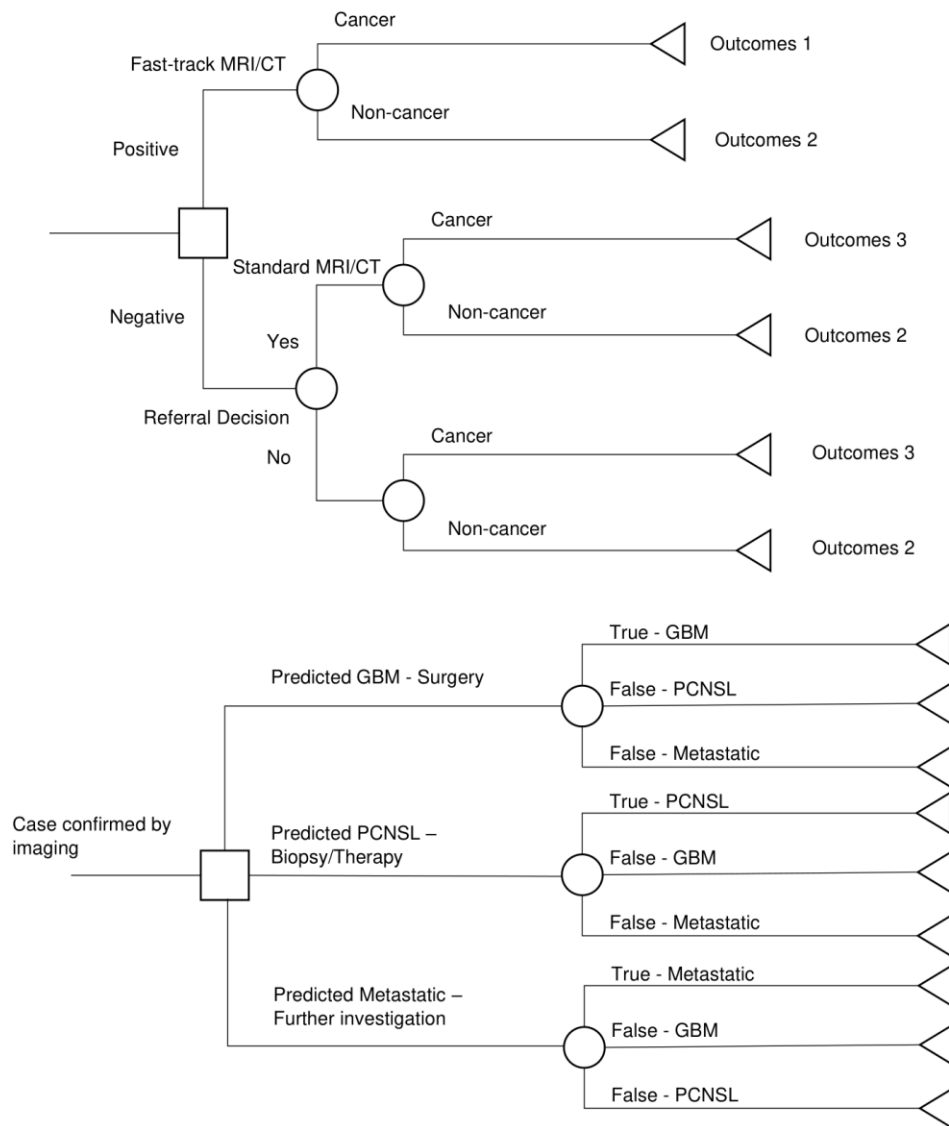 Cancer
Outcomes 1
Fast-track MRI/CT
Non-cancer
Positive
Outcomes 2
Cancer
Outcomes 3
Standard MRI/CT
Negative
Non-cancer
Yes
Outcomes 2
Referral Decision
Cancer
No
Outcomes 3
Non-cancer
Outcomes 2
True - GBM
Predicted GBM - Surgery
False - PCNSL
False - Metastatic
True - PCNSL
Case confirmed by
imaging
Predicted PCNSL –
Biopsy/Therapy
False - GBM
False - Metastatic
True - Metastatic
Predicted Metastatic –
Further investigation
False - GBM
False - PCNSL